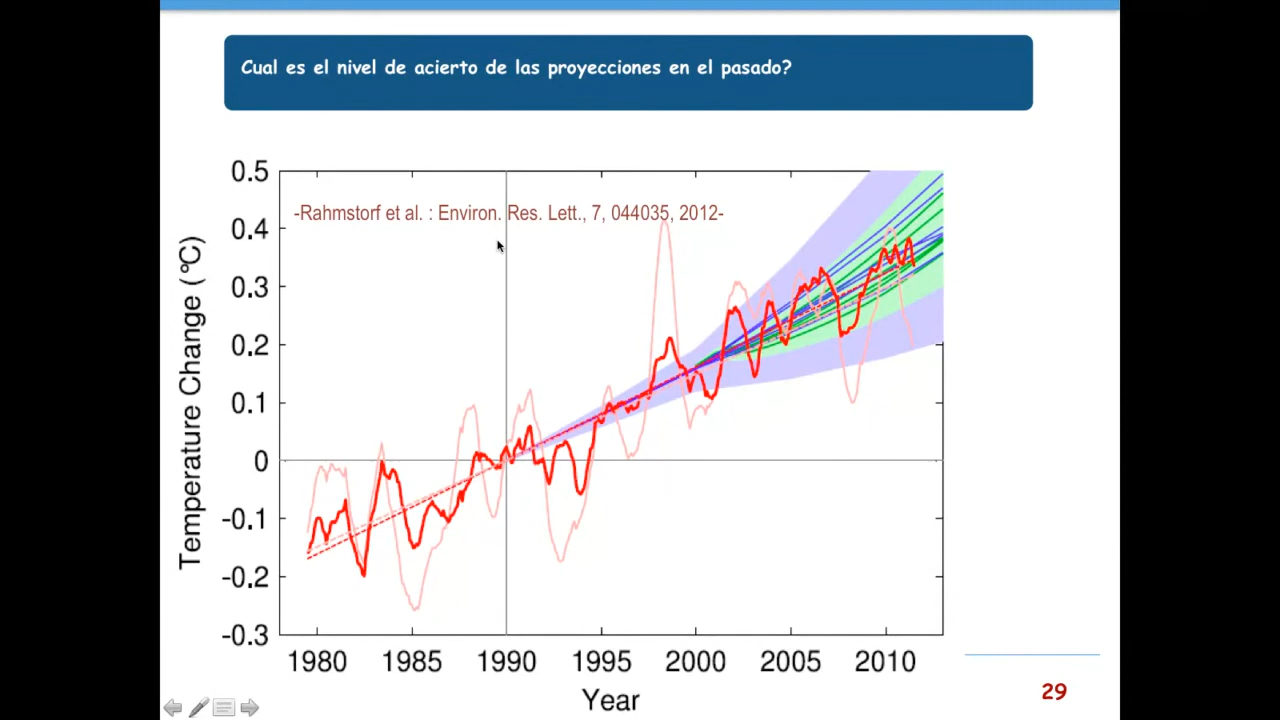 Cual es el nivel de acierto de las proyecciones en el pasado?
-Rahmstorf et al. : Environ. Res. Lett., 7, 044035, 2012-
Temperature Change (°C)
0.5
0.4
0.3
0.2
0.1
0
-0.1
-0.2
-0.3
1980 1985 1990 1995 2000 2005 2010
Year
29